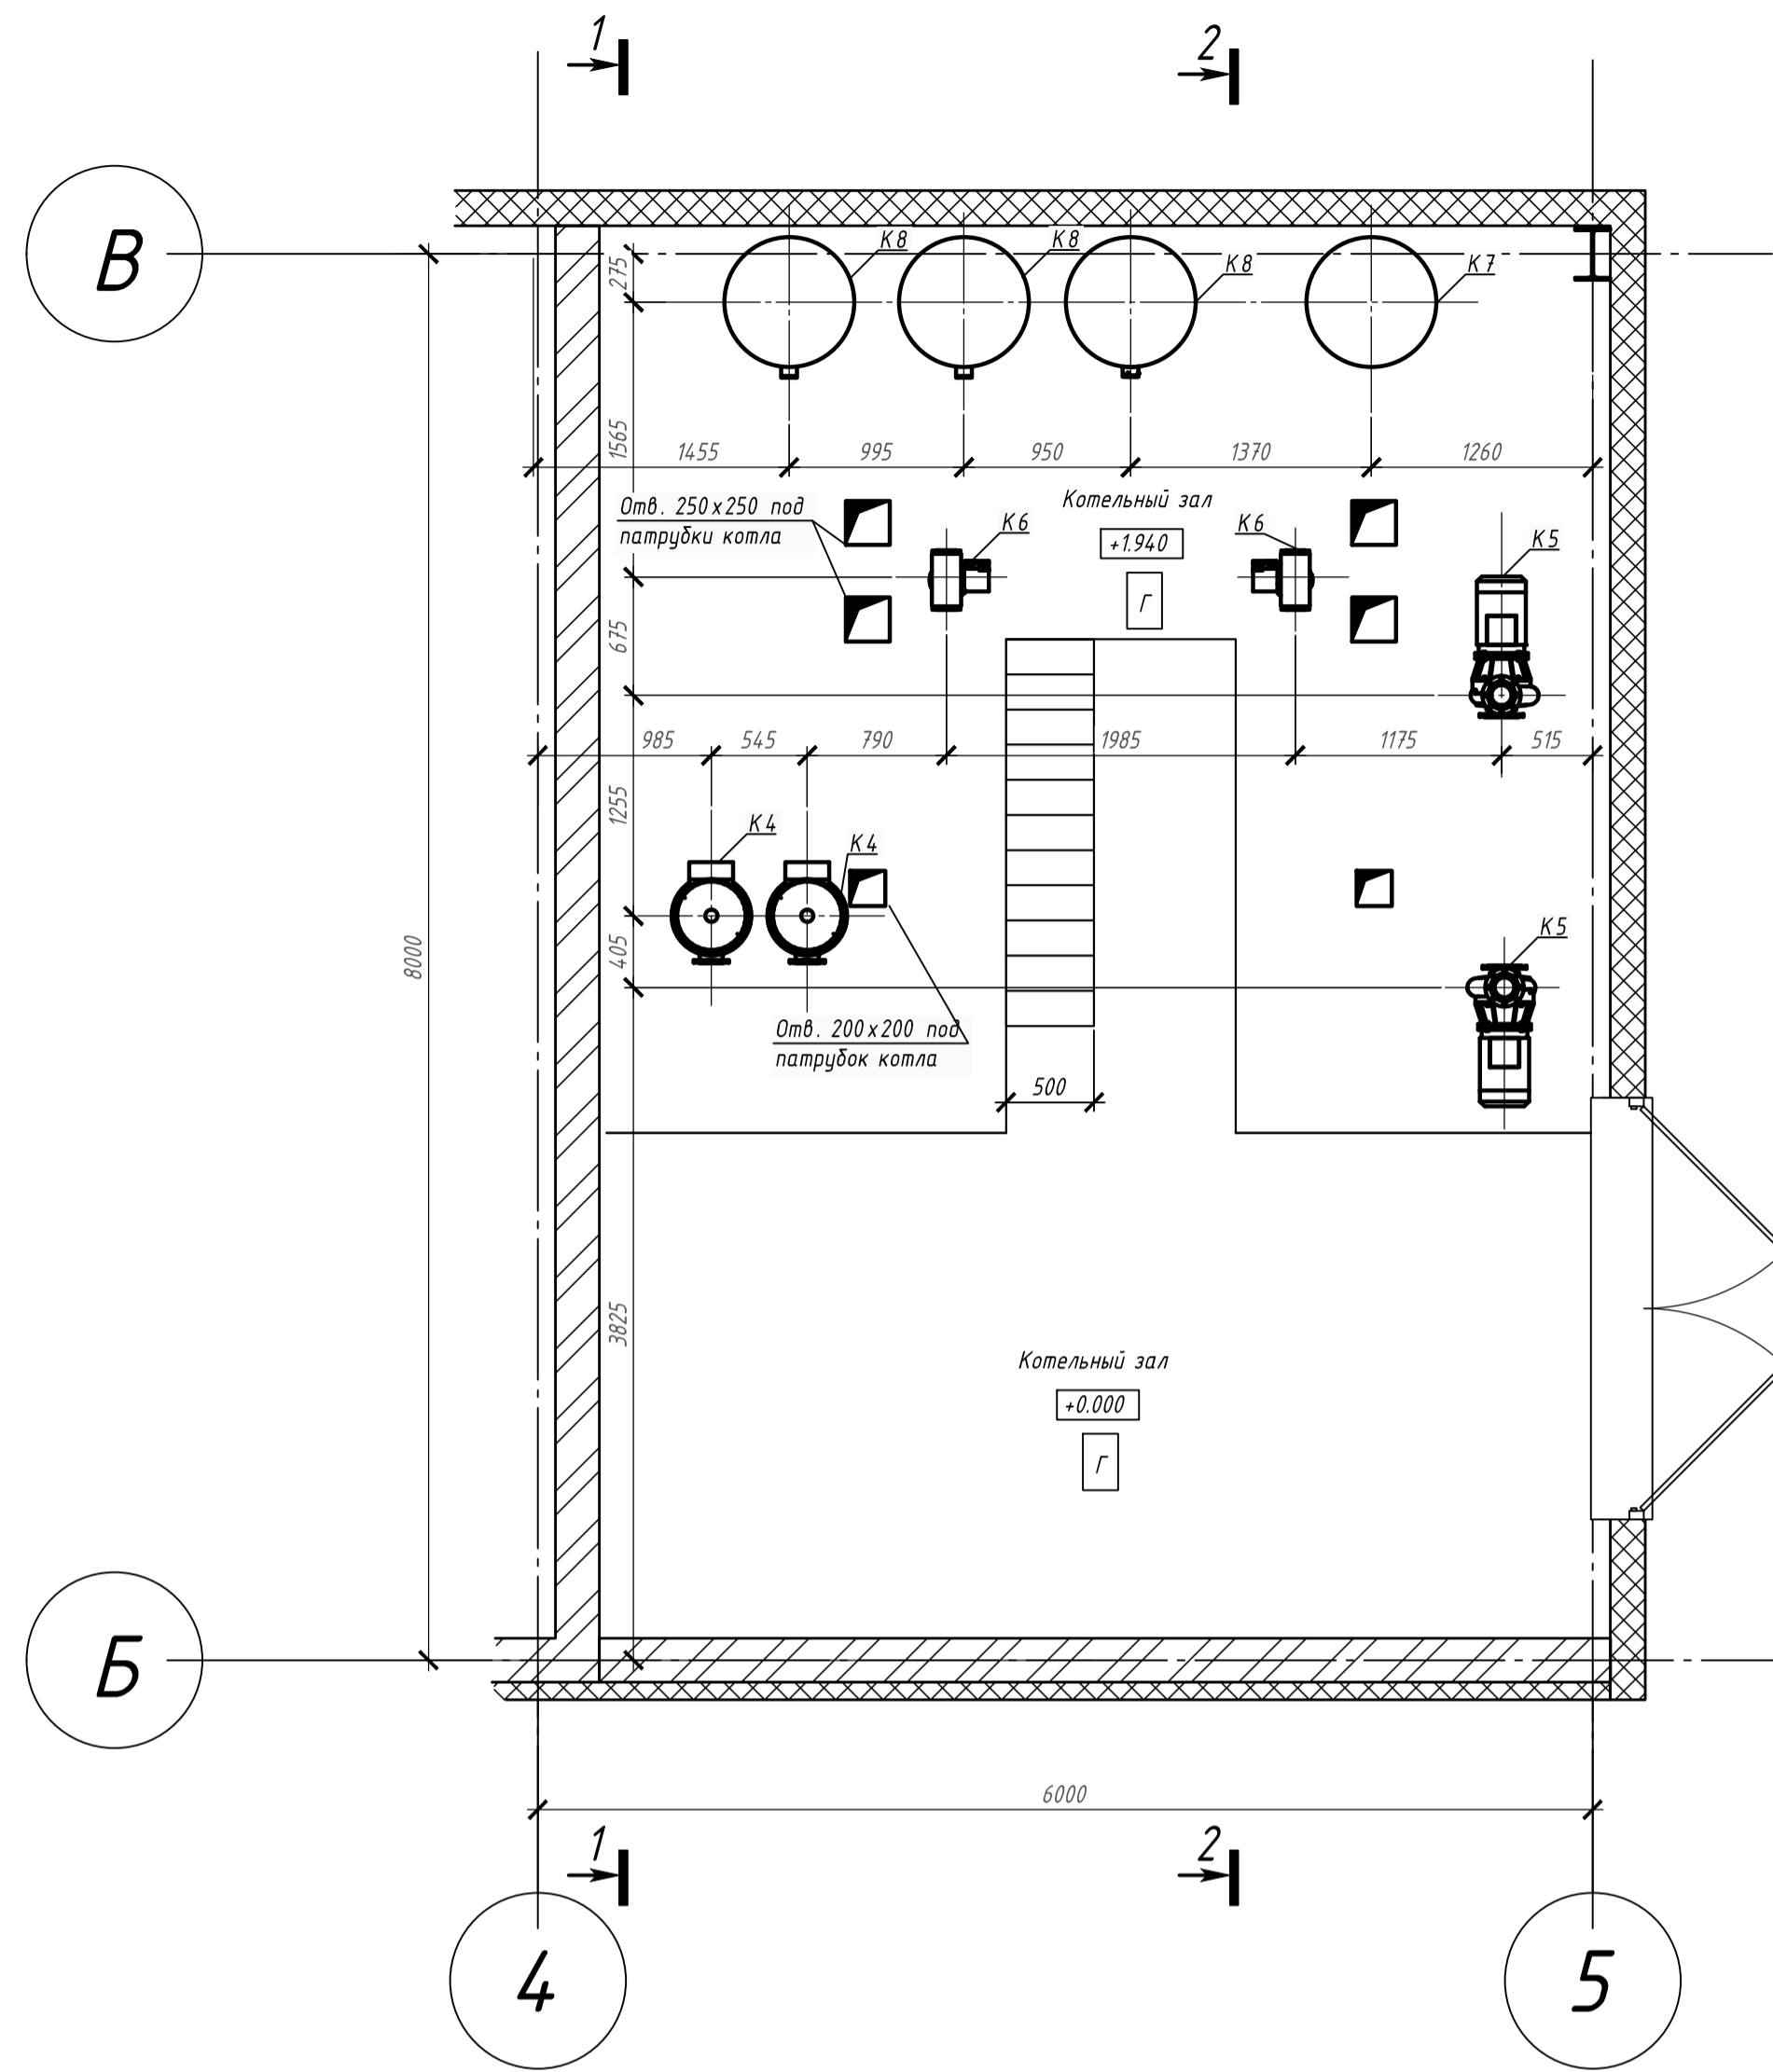 1
2
В
К8
К8
К8
К7
275
1565
1455
995
950
1370
1260
Отв. 250х250 под
патрубки котла
К6
Котельный зал
+1.940
Г
К6
К5
675
985
545
790
1985
1175
515
1255
К4
К4
8000
405
К5
Отв. 200х200 под
патрубок котла
500
3825
Котельный зал
+0.000
Г
Б
6000
1
2
4
5